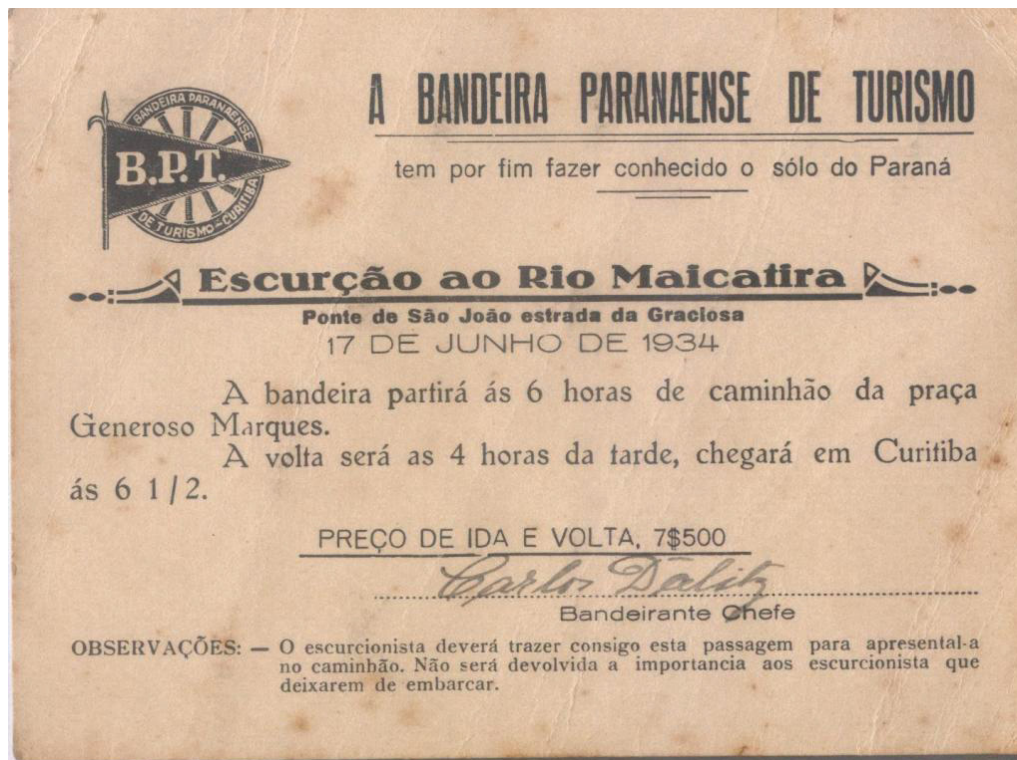 BANDEIRA PARANAENSE
B.P.T.
DE TURISMO-CURITIBA
A BANDEIRA PARANAENSE DE TURISMO
tem por fim fazer conhecido o sólo do Paraná
Escurção ao Rio Maicatira
Ponte de São João estrada da Graciosa
17 DE JUNHO DE 1934
A bandeira partirá ás 6 horas de caminhão da praça
Generoso Marques.
A volta será as 4 horas da tarde, chegará em Curitiba
ás 6 1/2.
PREÇO DE IDA E VOLTA, 7$500
Carlos Dalitz
Bandeirante Chefe
OBSERVAÇÕES: — O escurcionista deverá trazer consigo esta passagem para apresental-a
no caminhão. Não será devolvida a importancia aos escurcionista que
deixarem de embarcar.